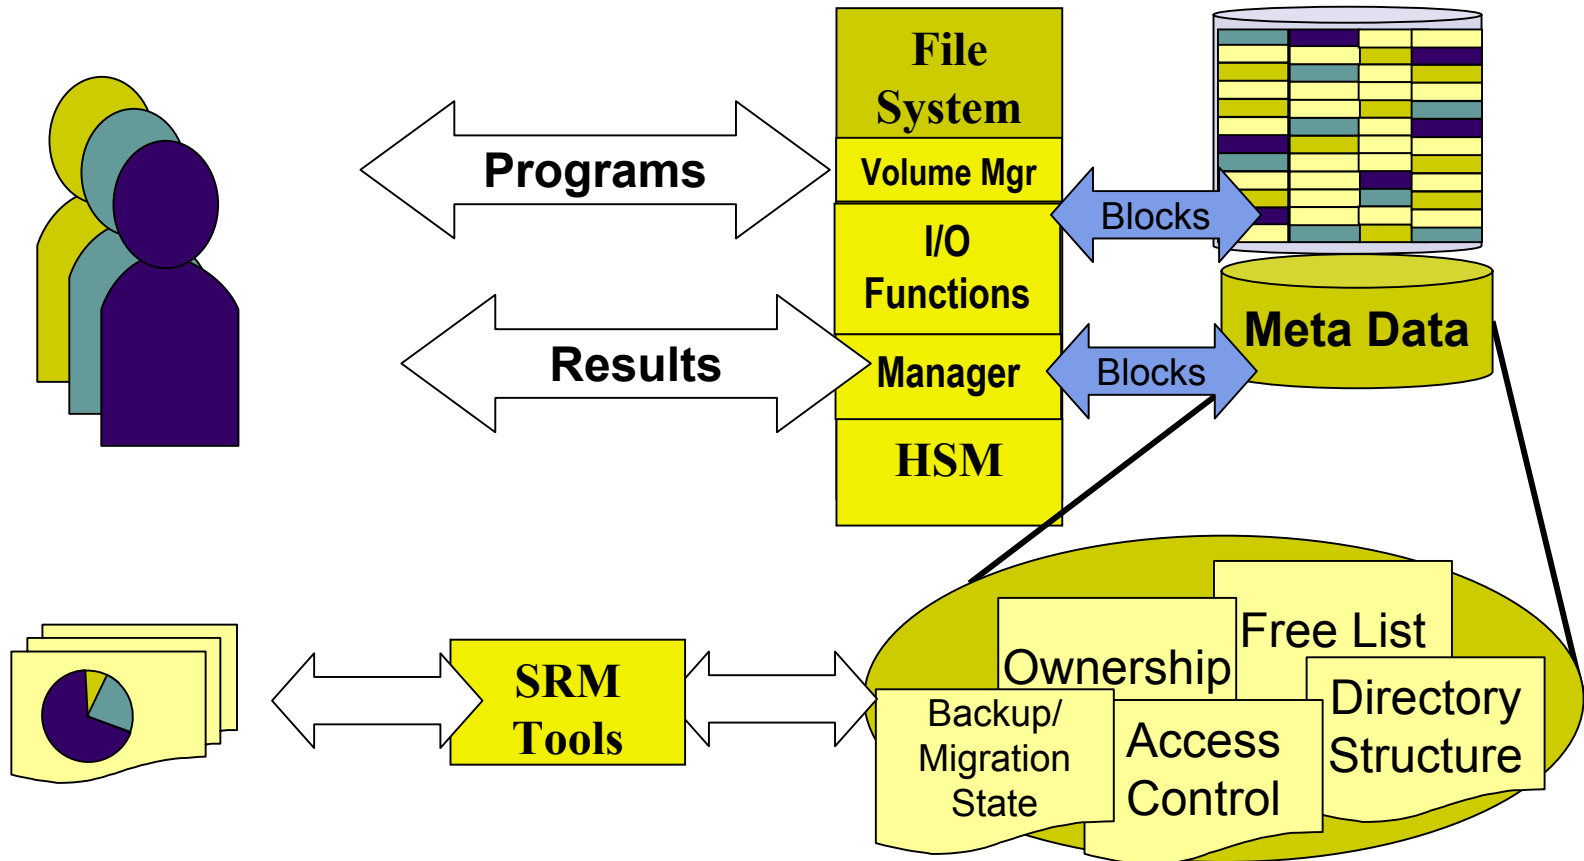 File
System
Programs
Volume Mgr
Blocks
I/O
Functions
Meta Data
Results
Manager
Blocks
HSM
SRM
Tools
Free List
Ownership
Directory
Structure
Backup/
Migration
State
Access
Control